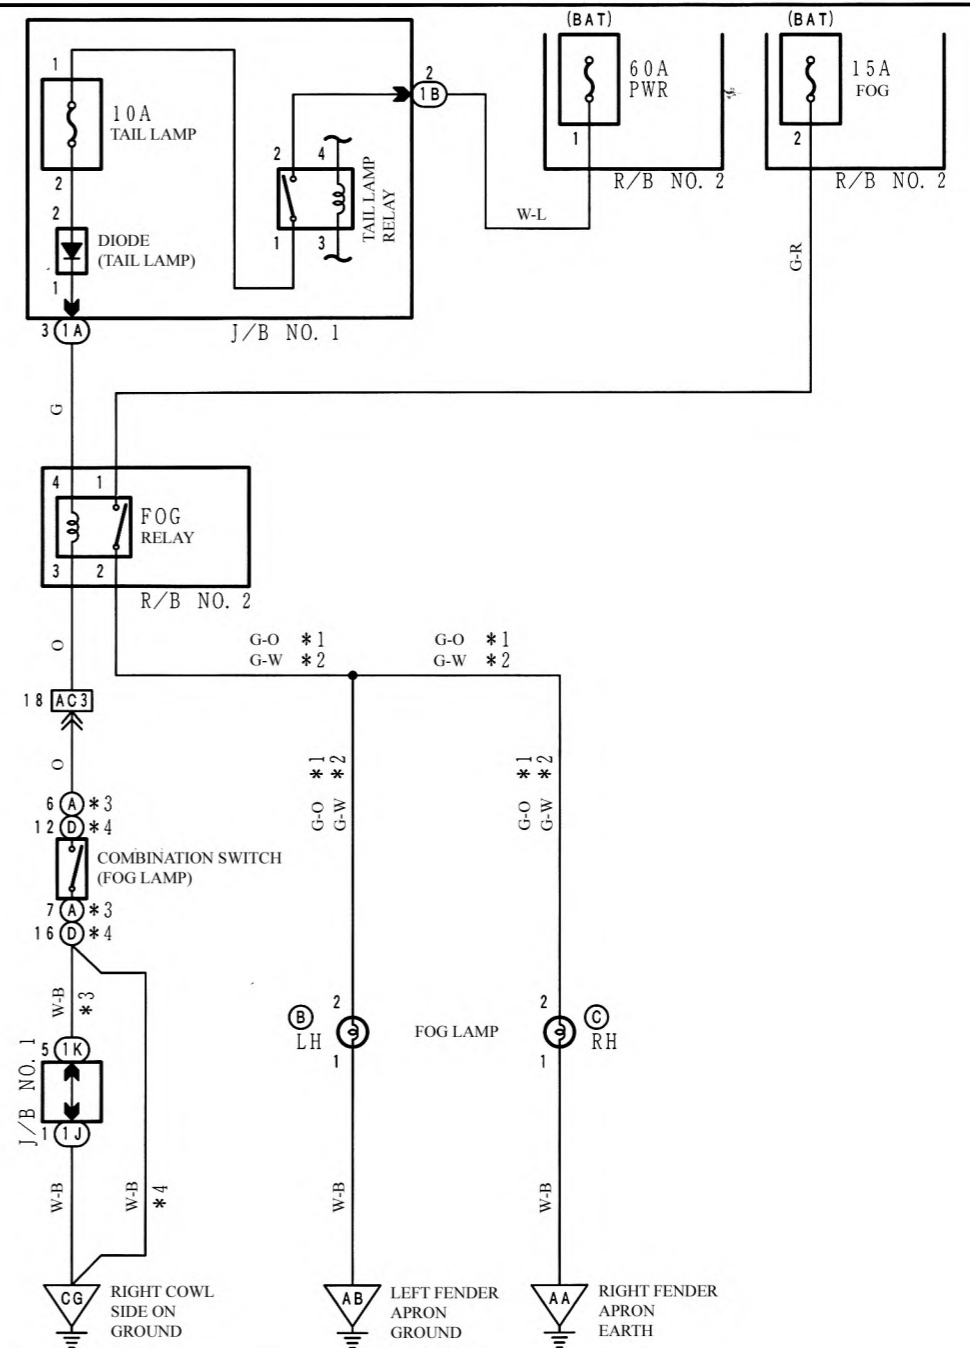 (BAT)
(BAT)
1
10A
TAIL LAMP
2
2
DIODE
(TAIL LAMP)
1
3 1A
2
1B
2 4
1 3
TAIL LAMP
RELAY
J/B NO. 1
60A
PWR
1
R/B NO. 2
15A
FOG
2
R/B NO. 2
W-L
G-R
G
4 1
FOG
RELAY
3 2
R/B NO. 2
O
G-O *1
G-W *2
G-O *1
G-W *2
18 AC3
O
G-O *1
G-W *2
G-O *1
G-W *2
6 A *3
12 D *4
COMBINATION SWITCH
(FOG LAMP)
7 A *3
16 D *4
W-B *3
5 1K
J/B NO. 1
1 1J
W-B
W-B *4
B
LH
2
1
FOG LAMP
2
1
C
RH
W-B
W-B
CG
RIGHT COWL
SIDE ON
GROUND
AB
LEFT FENDER
APRON
GROUND
AA
RIGHT FENDER
APRON
EARTH